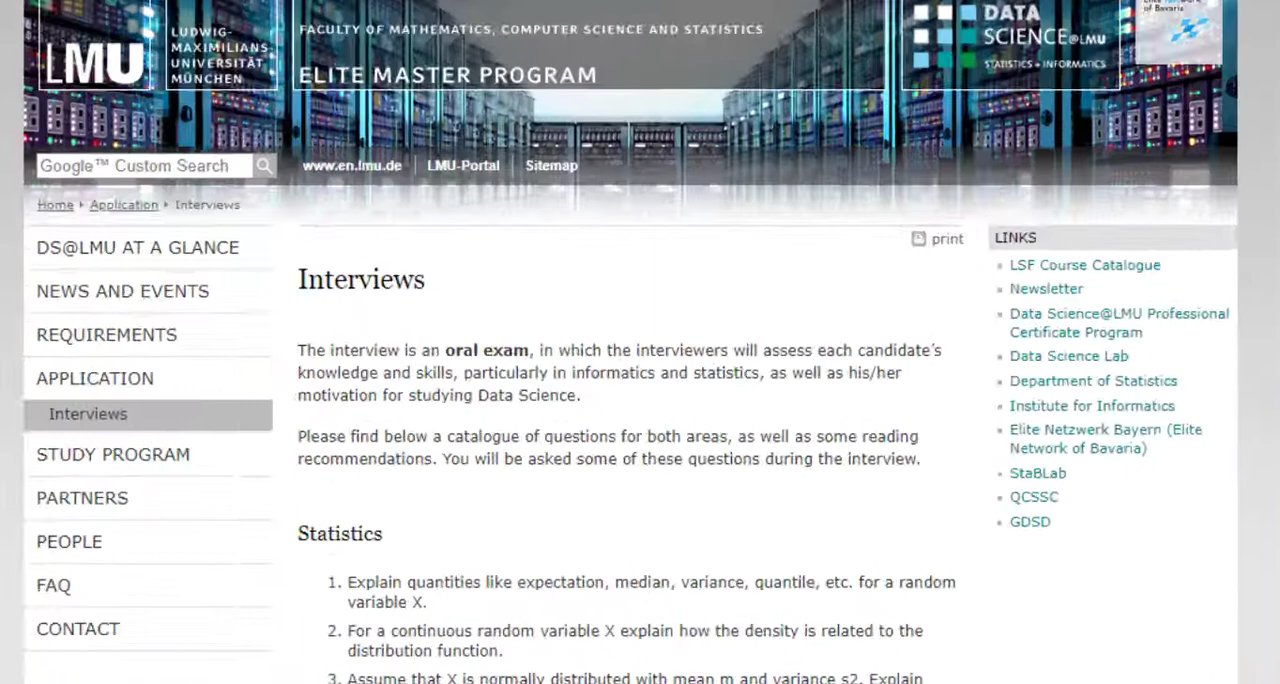 LMU
LUDWIG-
MAXIMILIANS
UNIVERSITÄT
MÜNCHEN
FACULTY OF MATHEMATICS, COMPUTER SCIENCE AND STATISTICS
ELITE MASTER PROGRAM
DATA
SCIENCE@LMU
STATISTICS + INFORMATICS
of Bavaria
Google™ Custom Search
www.en.lmu.de
LMU-Portal
Sitemap
Home ‣ Application ‣ Interviews
DS@LMU AT A GLANCE
NEWS AND EVENTS
REQUIREMENTS
APPLICATION
Interviews
STUDY PROGRAM
PARTNERS
PEOPLE
FAQ
CONTACT
print
Interviews
The interview is an oral exam, in which the interviewers will assess each candidate's
knowledge and skills, particularly in informatics and statistics, as well as his/her
motivation for studying Data Science.
Please find below a catalogue of questions for both areas, as well as some reading
recommendations. You will be asked some of these questions during the interview.
Statistics
1. Explain quantities like expectation, median, variance, quantile, etc. for a random
variable X.
2. For a continuous random variable X explain how the density is related to the
distribution function.
3. Assume that X is normally distributed with mean m and variance s2. Explain
LINKS
LSF Course Catalogue
Newsletter
Data Science@LMU Professional
Certificate Program
Data Science Lab
Department of Statistics
Institute for Informatics
Elite Netzwerk Bayern (Elite
Network of Bavaria)
StaBLab
QCSSC
GDSD